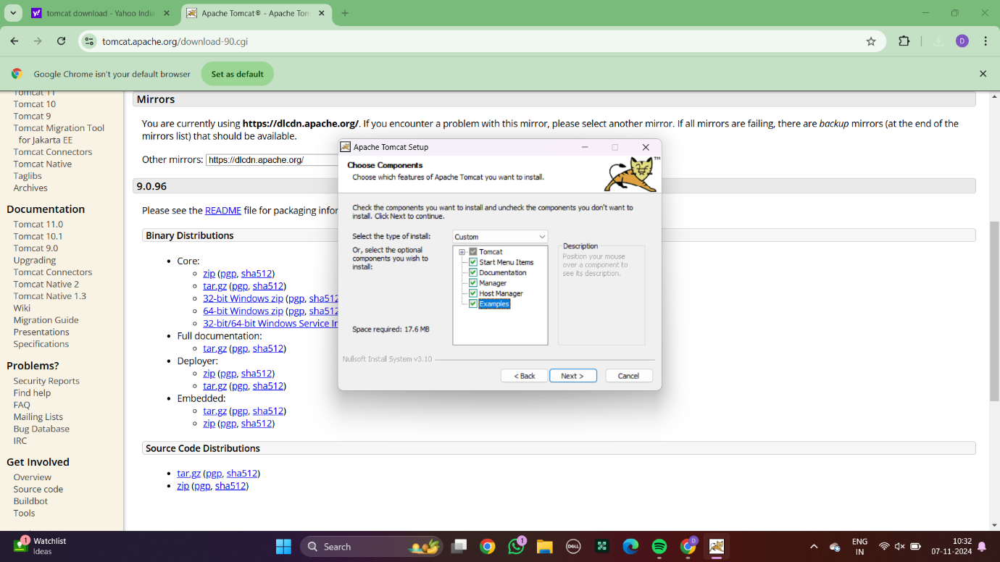 tomcat download - Yahoo India
Apache Tomcat® - Apache Tom
tomcat.apache.org/download-90.cgi
D
Google Chrome isn't your default browser
Set as default
Tomcat 11
Tomcat 10
Tomcat 9
Tomcat Migration Tool
for Jakarta EE
Tomcat Connectors
Tomcat Native
Taglibs
Archives
Documentation
Tomcat 11.0
Tomcat 10.1
Tomcat 9.0
Upgrading
Tomcat Connectors
Tomcat Native 2
Tomcat Native 1.3
Wiki
Migration Guide
Presentations
Specifications
Problems?
Security Reports
Find help
FAQ
Mailing Lists
Bug Database
IRC
Get Involved
Overview
Source code
Buildbot
Tools
Mirrors
You are currently using https://dlcdn.apache.org/. If you encounter a problem with this mirror, please select another mirror. If all mirrors are failing, there are backup mirrors (at the end of the
mirrors list) that should be available.
Other mirrors: https://dlcdn.apache.org/
9.0.96
Please see the README file for packaging infor
Binary Distributions
Core:
zip (pgp, sha512)
tar.gz (pgp, sha512)
32-bit Windows zip (pgp, sha512
64-bit Windows zip (pgp, sha512
32-bit/64-bit Windows Service In
Full documentation:
tar.gz (pgp, sha512)
Deployer:
zip (pgp, sha512)
tar.gz (pgp, sha512)
Embedded:
tar.gz (pgp, sha512)
zip (pgp, sha512)
Source Code Distributions
tar.gz (pgp, sha512)
zip (pgp, sha512)
Apache Tomcat Setup
Choose Components
Choose which features of Apache Tomcat you want to install.
TM
Check the components you want to install and uncheck the components you don't want to
install. Click Next to continue.
Select the type of install:
Custom
Or, select the optional
components you wish to
install:
Tomcat
Start Menu Items
Documentation
Manager
Host Manager
Examples
Description
Position your mouse
over a component to
see its description.
Space required: 17.6 MB
Nullsoft Install System v3.10
< Back
Next >
Cancel
1
Watchlist
Ideas
Search
1
DELL
D
ENG
IN
10:32
07-11-2024